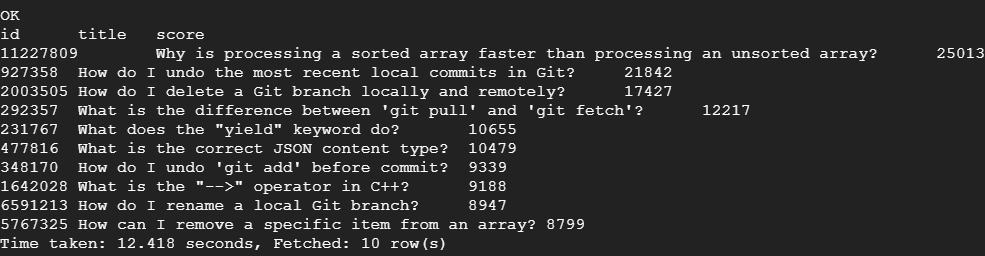 OK
id title score
11227809 Why is processing a sorted array faster than processing an unsorted array? 25013
927358 How do I undo the most recent local commits in Git? 21842
2003505 How do I delete a Git branch locally and remotely? 17427
292357 What is the difference between 'git pull' and 'git fetch'? 12217
231767 What does the "yield" keyword do? 10655
477816 What is the correct JSON content type? 10479
348170 How do I undo 'git add' before commit? 9339
1642028 What is the "-->" operator in C++? 9188
6591213 How do I rename a local Git branch? 8947
5767325 How can I remove a specific item from an array? 8799
Time taken: 12.418 seconds, Fetched: 10 row(s)